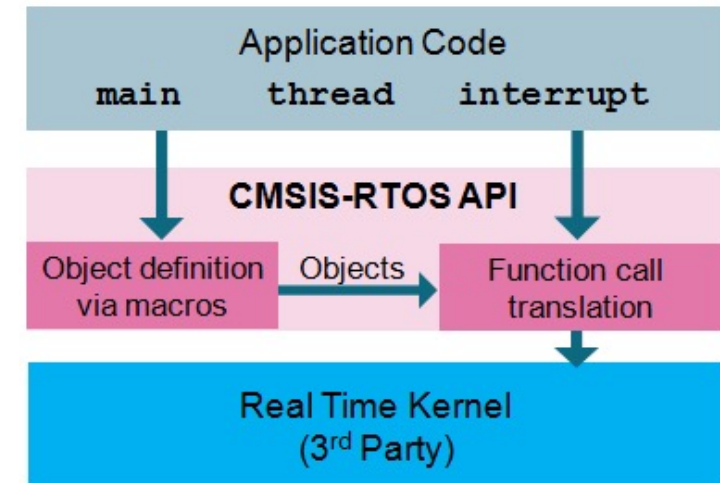 Application Code
main thread interrupt
CMSIS-RTOS API
Object definition
via macros
Objects
Function call
translation
Real Time Kernel
(3rd Party)